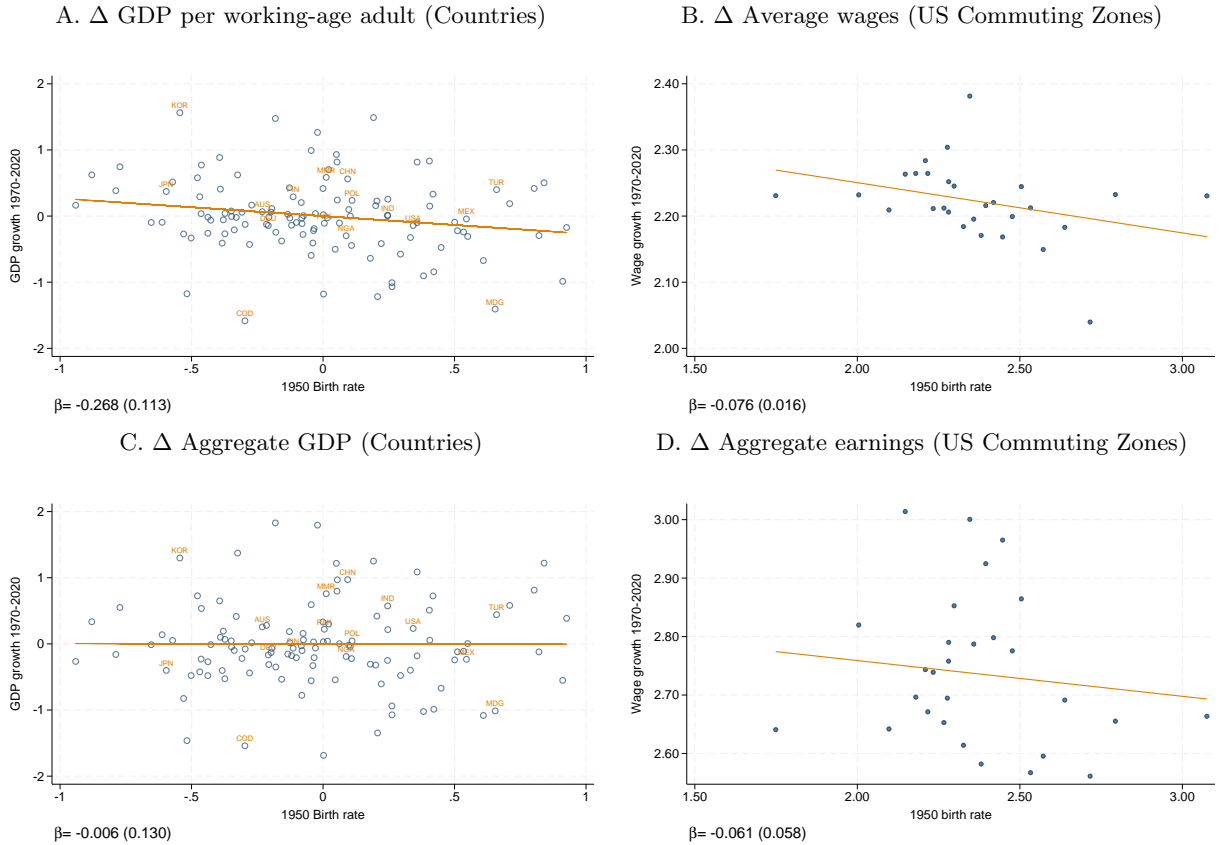 A. Δ GDP per working-age adult (Countries)
B. Δ Average wages (US Commuting Zones)
GDP growth 1970-2020
2
1
0
-1
-2
KOR
JPN
AUS
MMR
CHN
POL
IND
USA
NGA
MEX
TUR
COD
MDG
-1
-.5
0
.5
1
1950 Birth rate
β= -0.268 (0.113)
Wage growth 1970-2020
2.40
2.30
2.20
2.10
2.00
1.50
2.00
2.50
3.00
1950 birth rate
β= -0.076 (0.016)
C. Δ Aggregate GDP (Countries)
D. Δ Aggregate earnings (US Commuting Zones)
GDP growth 1970-2020
2
1
0
-1
-2
KOR
CHN
MMR
IND
AUS
USA
TUR
POL
JPN
MDG
COD
-1
-.5
0
.5
1
1950 Birth rate
β= -0.006 (0.130)
Wage growth 1970-2020
3.00
2.90
2.80
2.70
2.60
1.50
2.00
2.50
3.00
1950 birth rate
β= -0.061 (0.058)